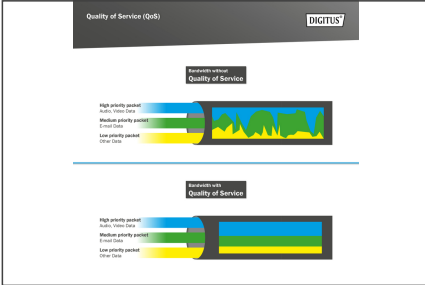 Quality of Service (QoS)
DIGITUS®
Bandwidth without
Quality of Service
High priority packet
Audio, Video Data
Medium priority packet
E-mail Data
Low priority packet
Other Data
Bandwidth with
Quality of Service
High priority packet
Audio, Video Data
Medium priority packet
E-mail Data
Low priority packet
Other Data